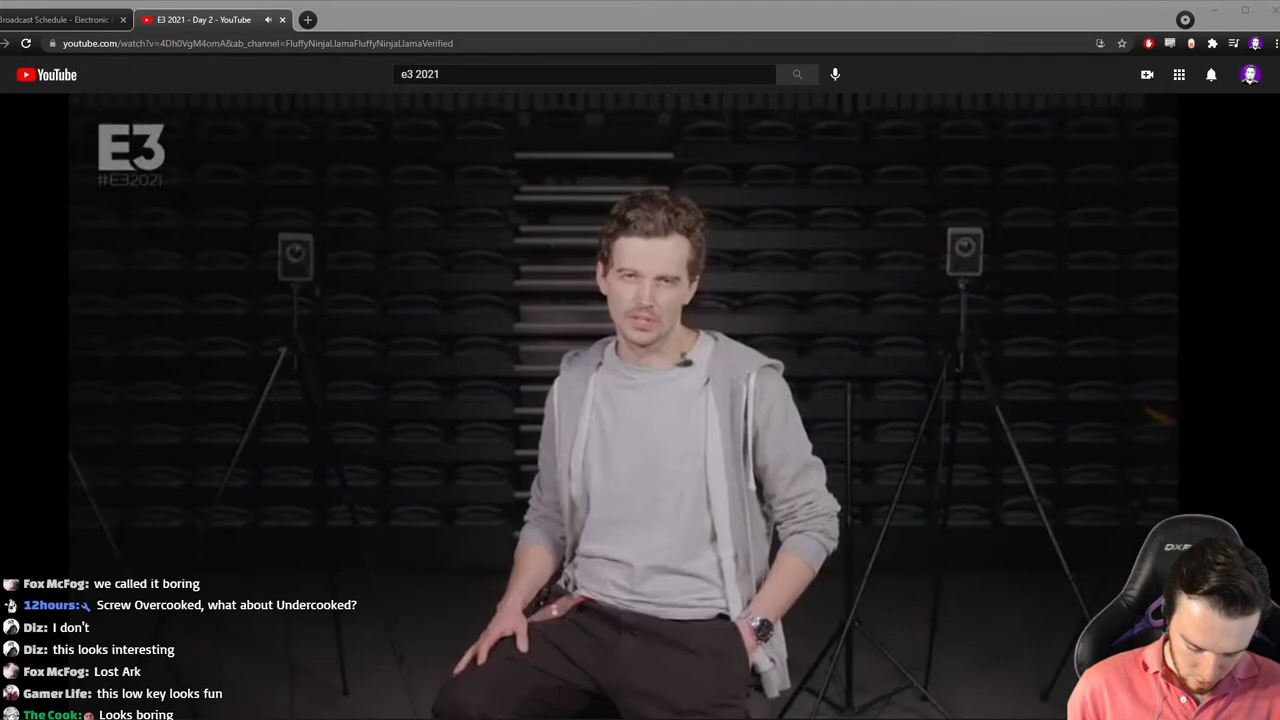 Broadcast Schedule - Electronic
E3 2021 - Day 2 - YouTube
youtube.com/watch?v=4Dh0VgM4omA&ab_channel=FluffyNinjaLlamaFluffyNinjaLlamaVerified
YouTube
e3 2021
E3
#E32021
DXR
Fox McFog: we called it boring
12hours: Screw Overcooked, what about Undercooked?
Diz: I don't
Diz: this looks interesting
Fox McFog: Lost Ark
Gamer Life: this low key looks fun
The Cook: Looks boring